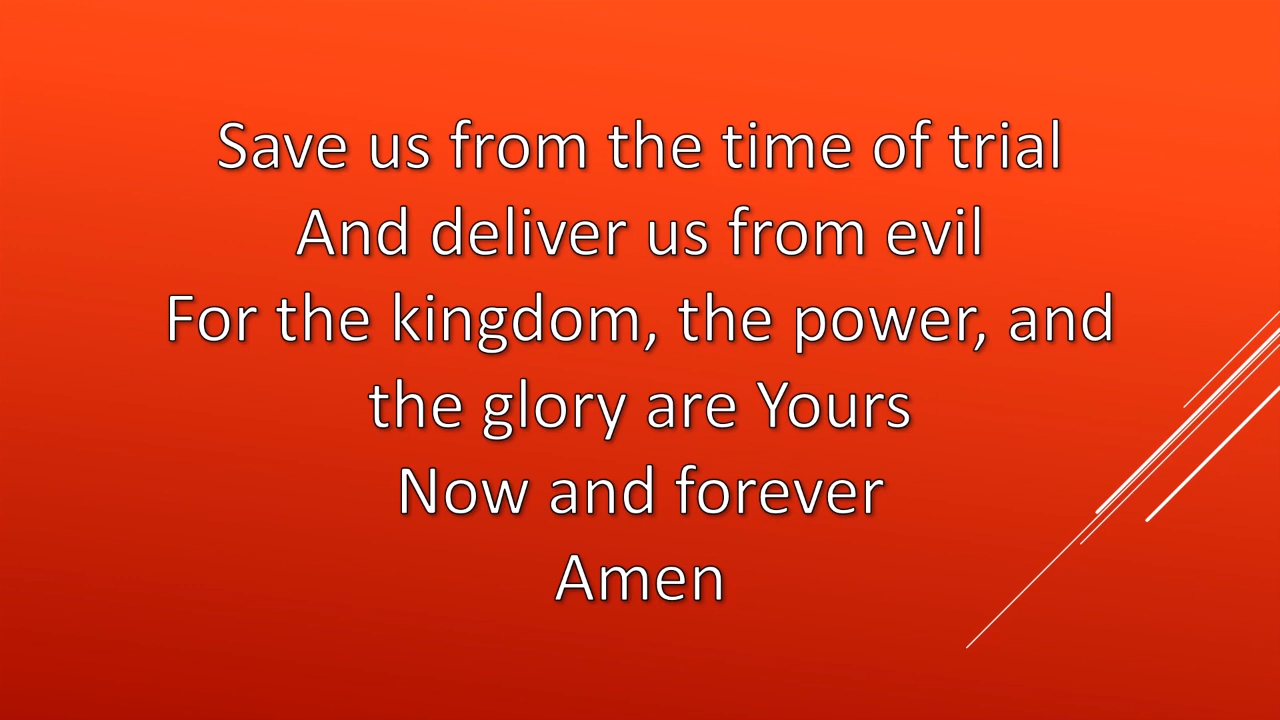 Save us from the time of trial
And deliver us from evil
For the kingdom, the power, and
the glory are Yours
Now and forever
Amen